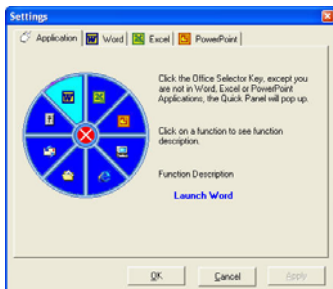 Settings
Application Word Excel PowerPoint
Click the Office Selector Key, except you
are not in Word, Excel or PowerPoint
Applications, the Quick Panel will pop up.
Click on a function to see function
description.
Function Description
Launch Word
OK Cancel Apply